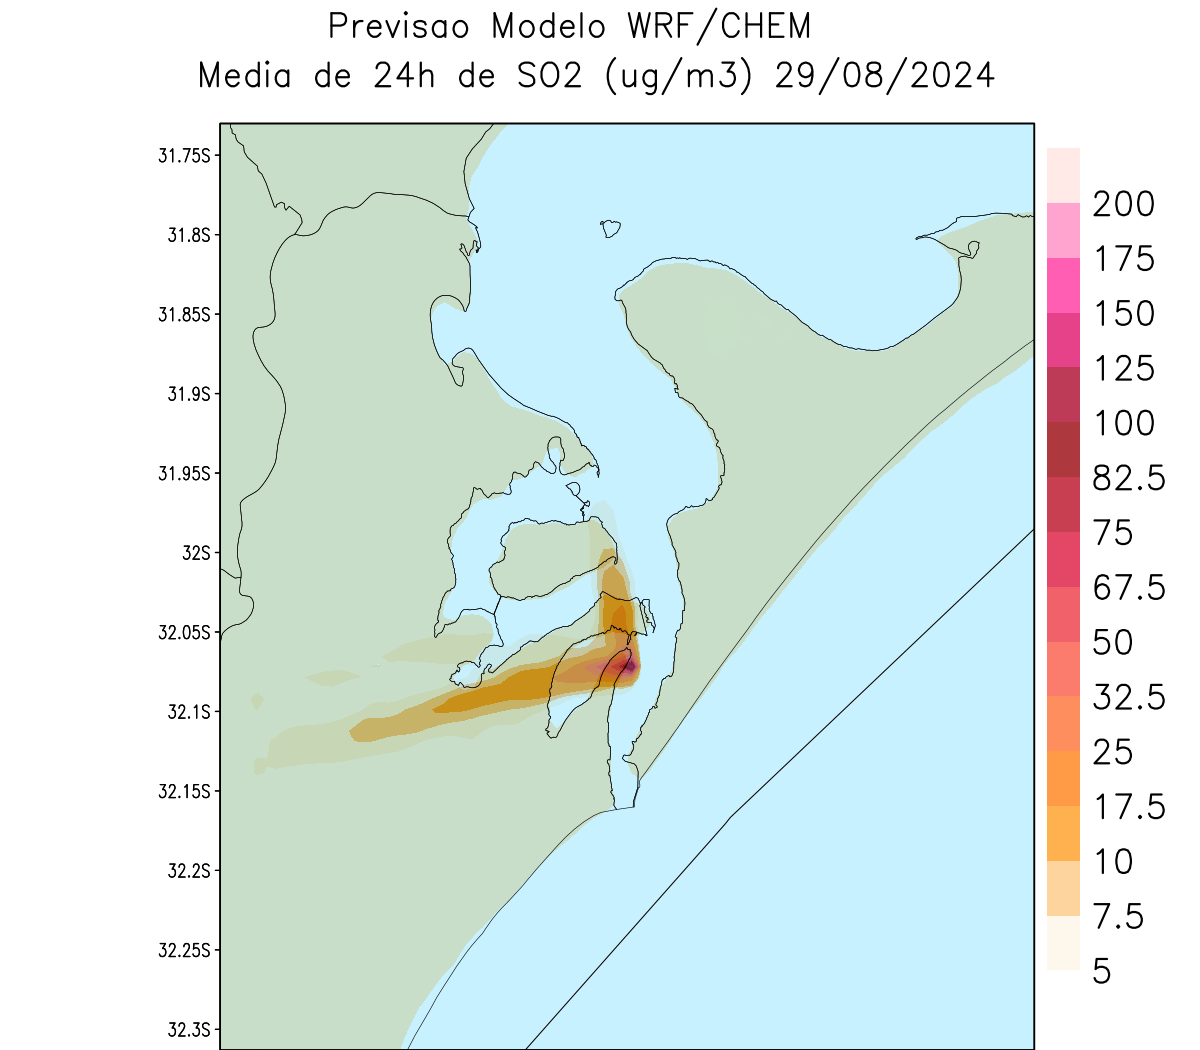 Previsao Modelo WRF/CHEM
Media de 24h de SO2 (ug/m3) 29/08/2024
31.75S
31.8S
31.85S
31.9S
31.95S
32S
32.05S
32.1S
32.15S
32.2S
32.25S
32.3S
200
175
150
125
100
82.5
75
67.5
50
32.5
25
17.5
10
7.5
5